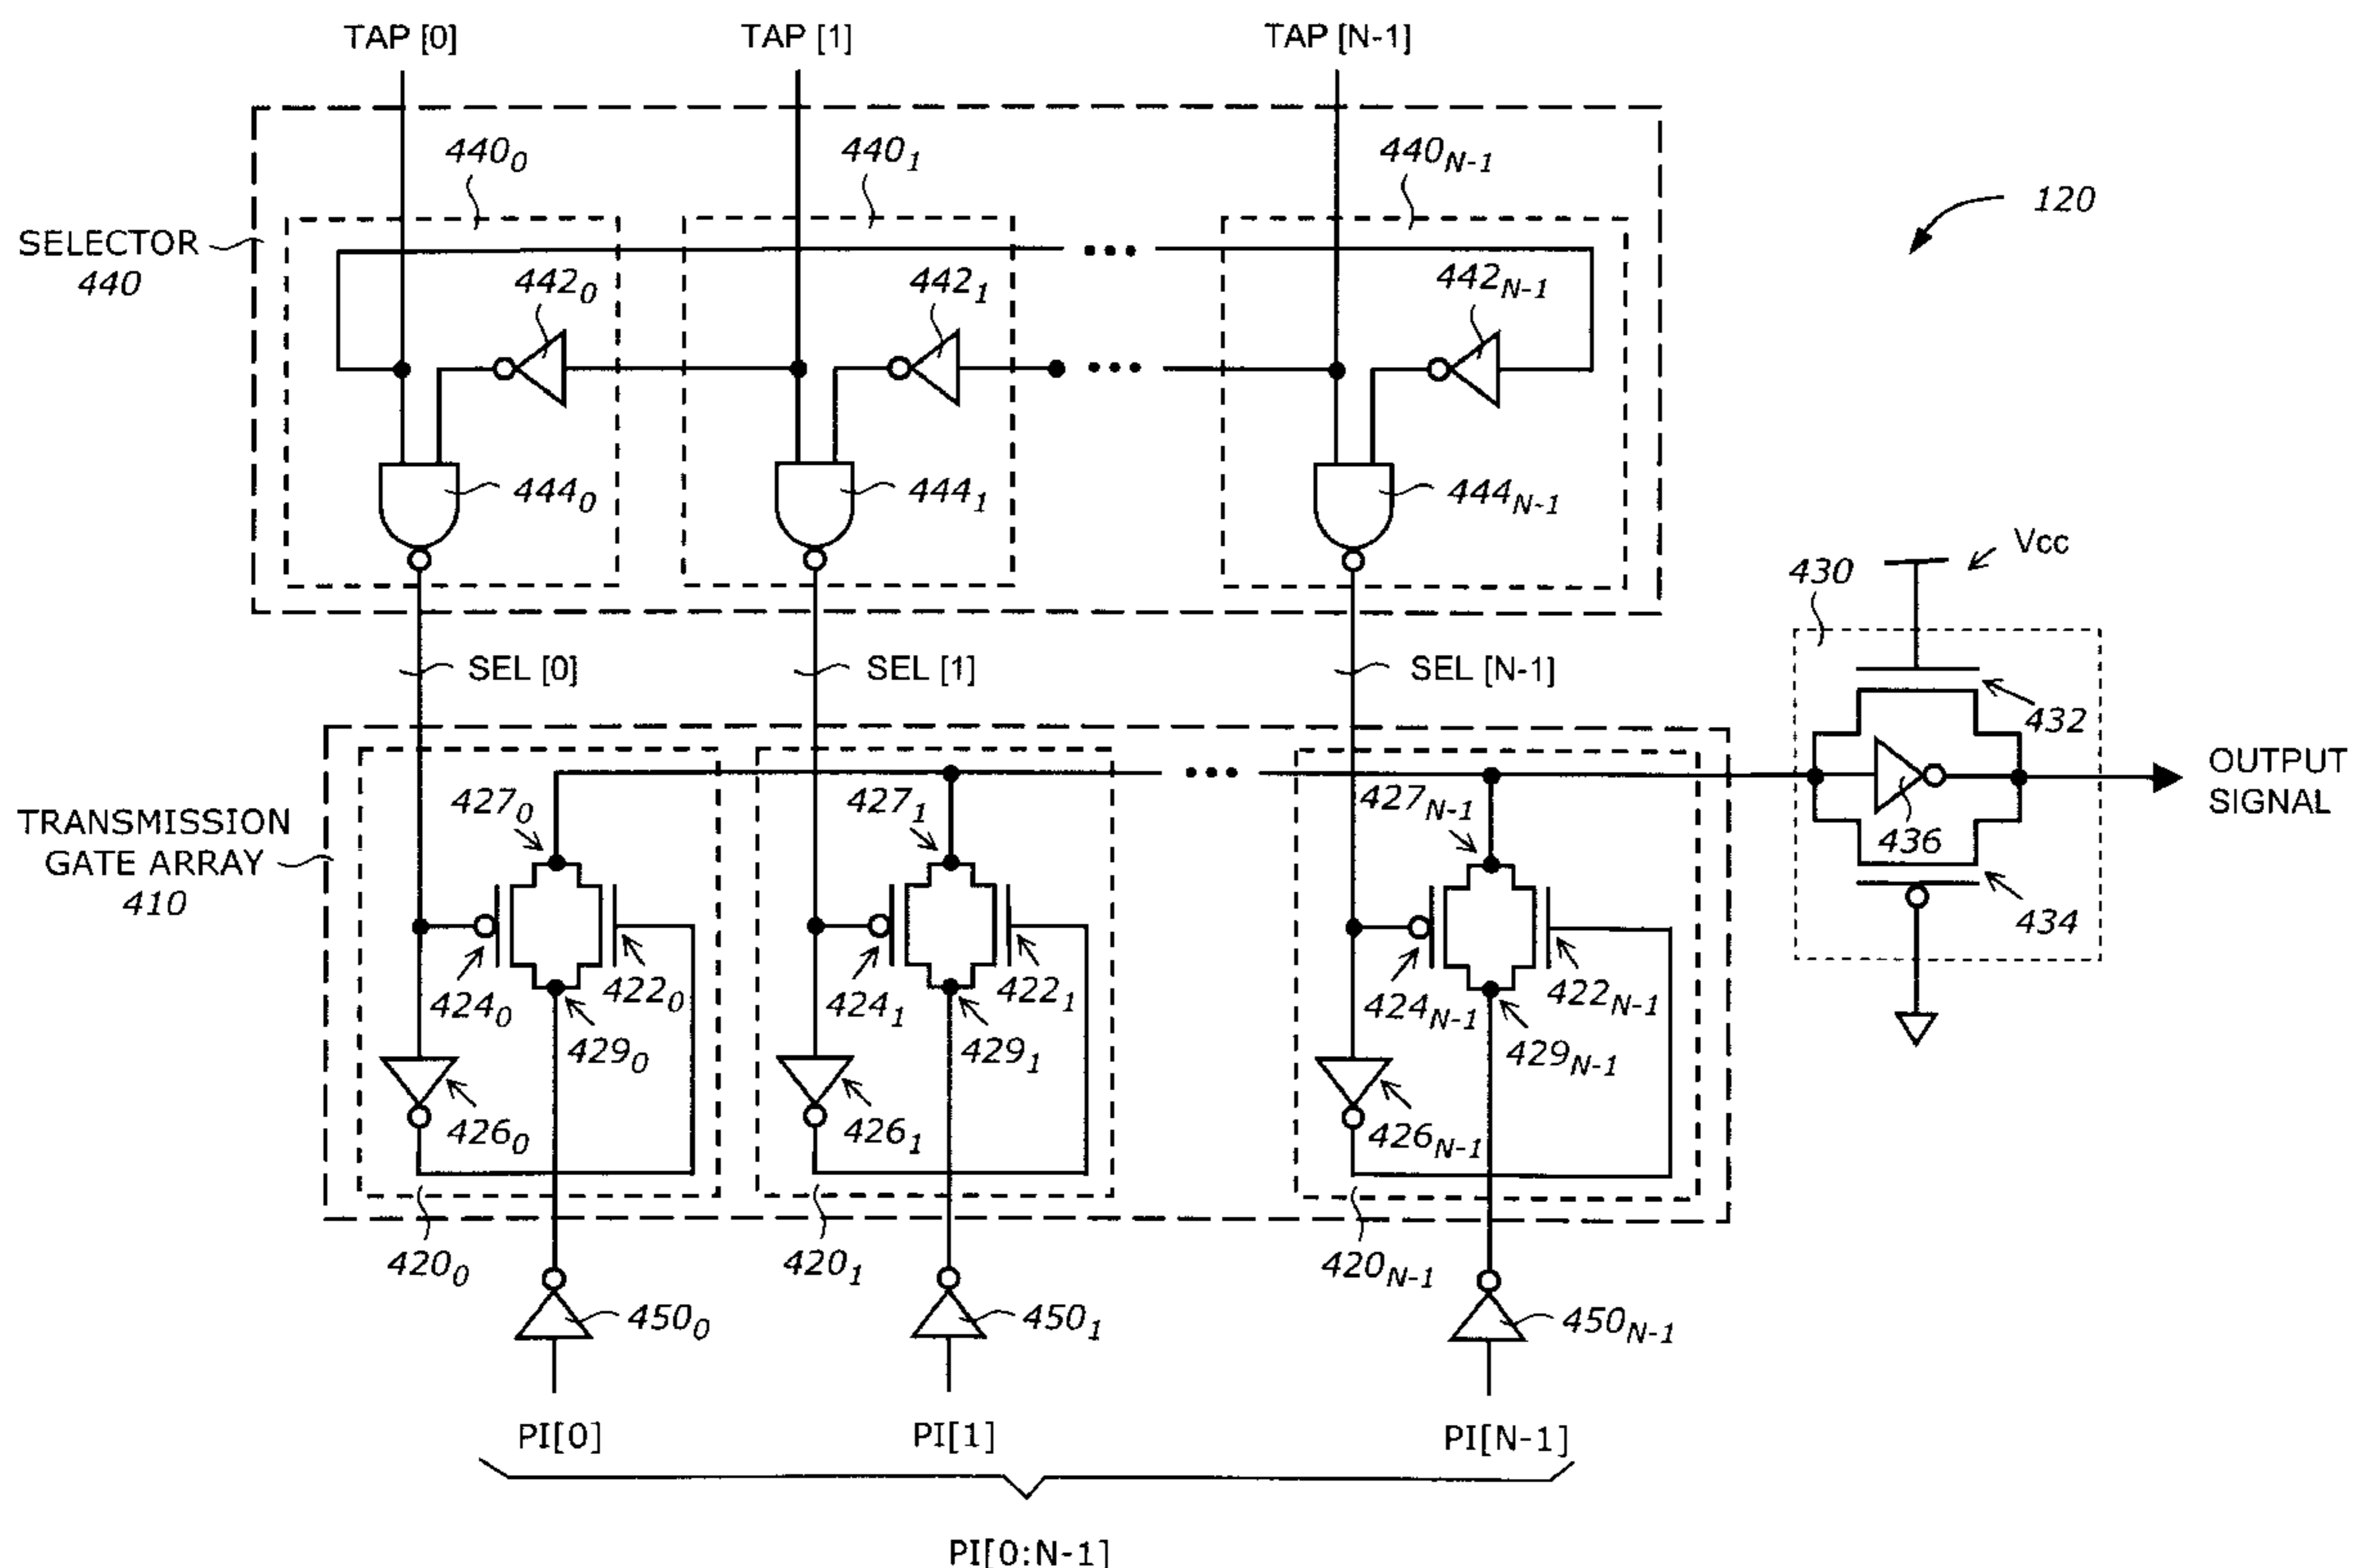 TAP [0]
TAP [1]
TAP [N-1]
440₀
440₁
440N-1
120
SELECTOR
440
442₀
442₁
442N-1
444₀
444₁
444N-1
Vcc
430
SEL [0]
SEL [1]
SEL [N-1]
432
427₀
427₁
427N-1
OUTPUT
SIGNAL
TRANSMISSION
GATE ARRAY
410
436
434
424₀
422₀
424₁
422₁
424N-1
422N-1
429₀
429₁
429N-1
426₀
426₁
426N-1
420₀
420₁
420N-1
450₀
450₁
450N-1
PI[0]
PI[1]
PI[N-1]
PI[0:N-1]